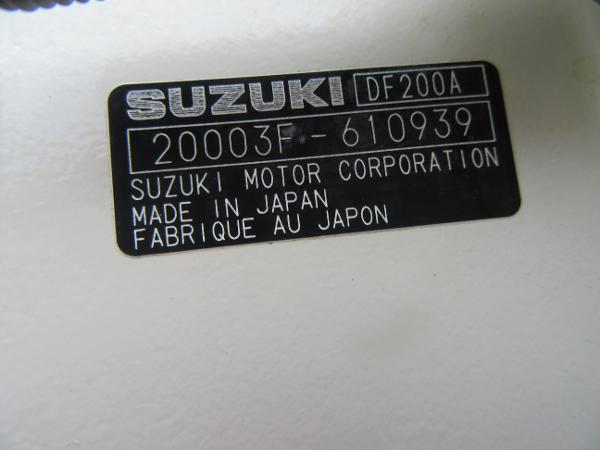 SUZUKI DF200A
20003F-610939
SUZUKI MOTOR CORPORATION
MADE IN JAPAN
FABRIQUE AU JAPON